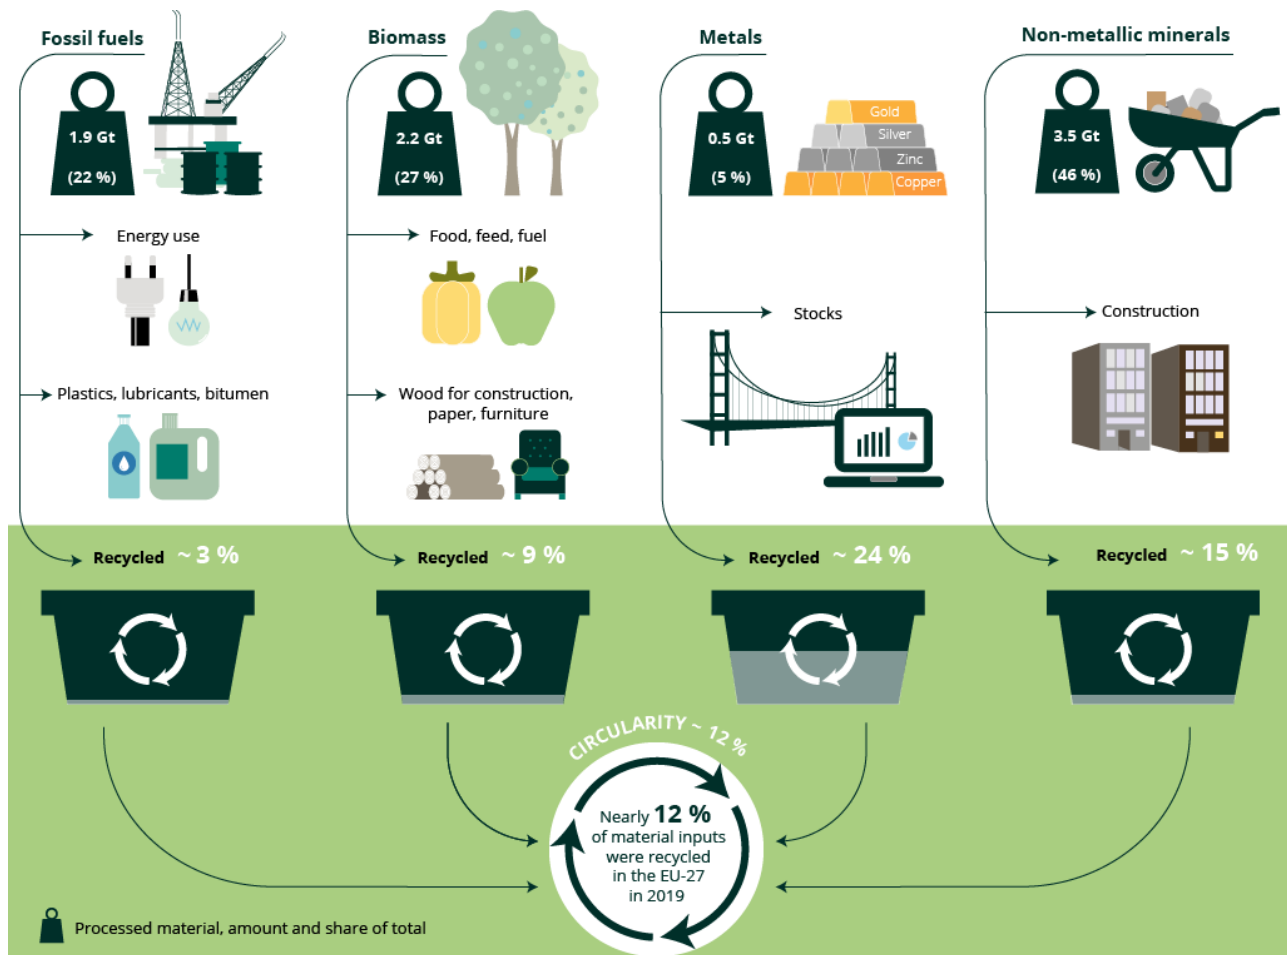 Fossil fuels
1.9 Gt
(22 %)
Energy use
Plastics, lubricants, bitumen
Biomass
2.2 Gt
(27 %)
Food, feed, fuel
Wood for construction,
paper, furniture
Metals
0.5 Gt
(5 %)
Gold
Silver
Zinc
Copper
Stocks
Non-metallic minerals
3.5 Gt
(46 %)
Construction
Recycled ~ 3 %
Recycled ~ 9 %
Recycled ~ 24 %
Recycled ~ 15 %
CIRCULARITY ~ 12 %
Nearly 12 %
of material inputs
were recycled
in the EU-27
in 2019
Processed material, amount and share of total